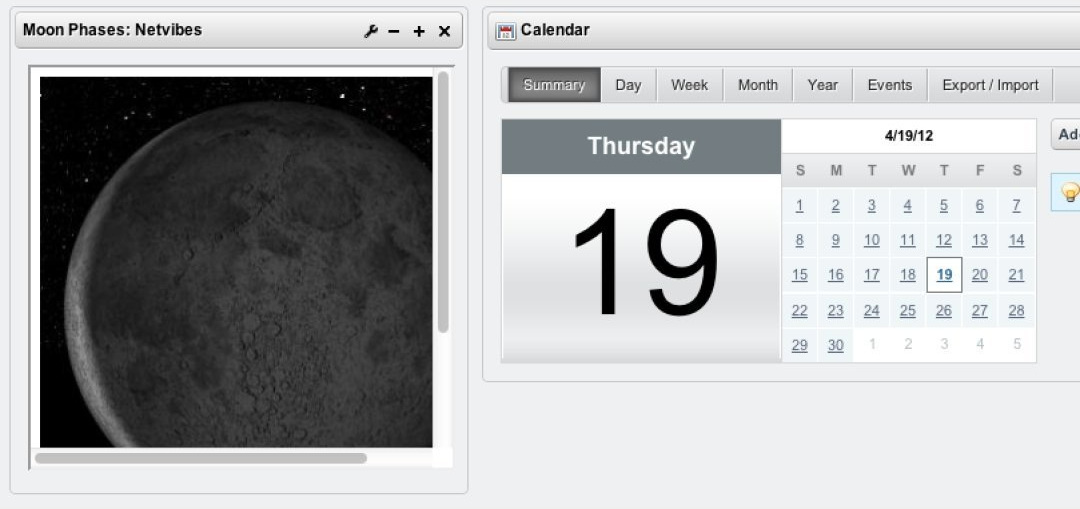 Moon Phases: Netvibes
Calendar
Summary Day Week Month Year Events Export / Import
Thursday
19
4/19/12
S M T W T F S
1 2 3 4 5 6 7
8 9 10 11 12 13 14
15 16 17 18 19 20 21
22 23 24 25 26 27 28
29 30 1 2 3 4 5